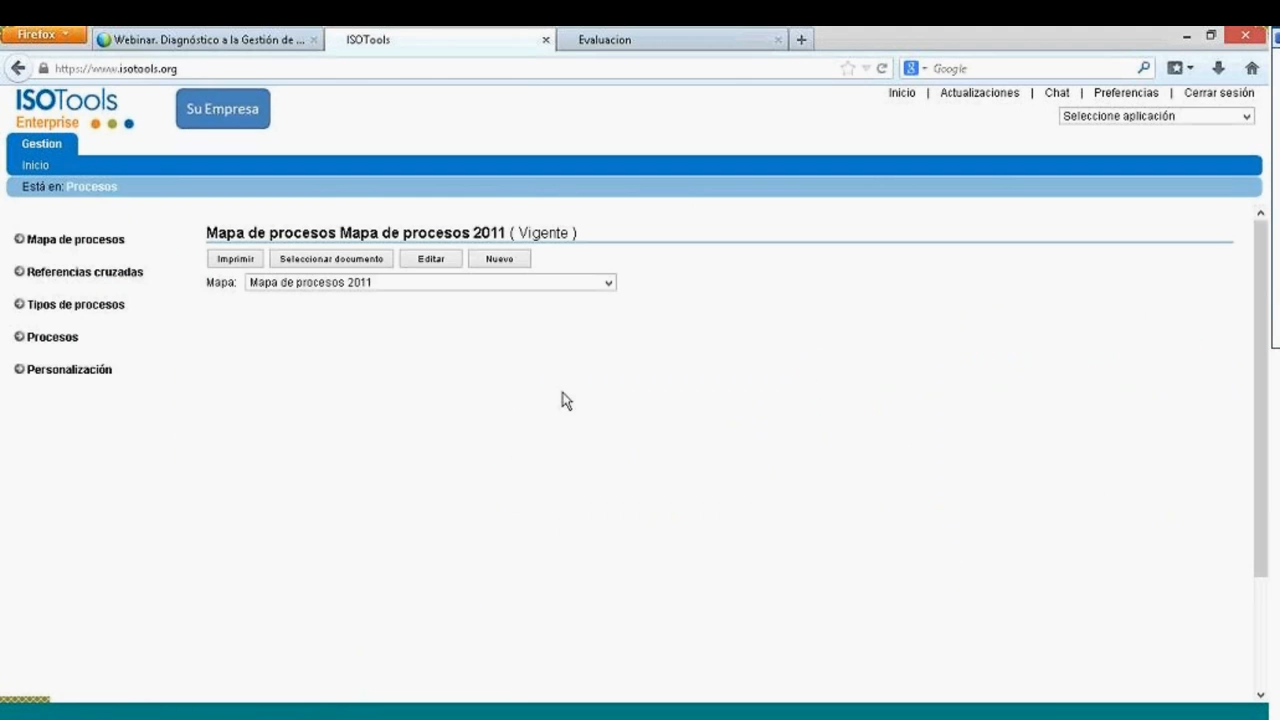 Firefox
Webinar. Diagnóstico a la Gestión de ...
ISOTools
Evaluacion
https://www.isotools.org
Google
ISOTools
Enterprise
Su Empresa
Inicio | Actualizaciones | Chat | Preferencias | Cerrar sesión
Seleccione aplicación
Gestion
Inicio
Está en: Procesos
Mapa de procesos
Referencias cruzadas
Tipos de procesos
Procesos
Personalización
Mapa de procesos Mapa de procesos 2011 ( Vigente )
Imprimir
Seleccionar documento
Editar
Nuevo
Mapa: Mapa de procesos 2011